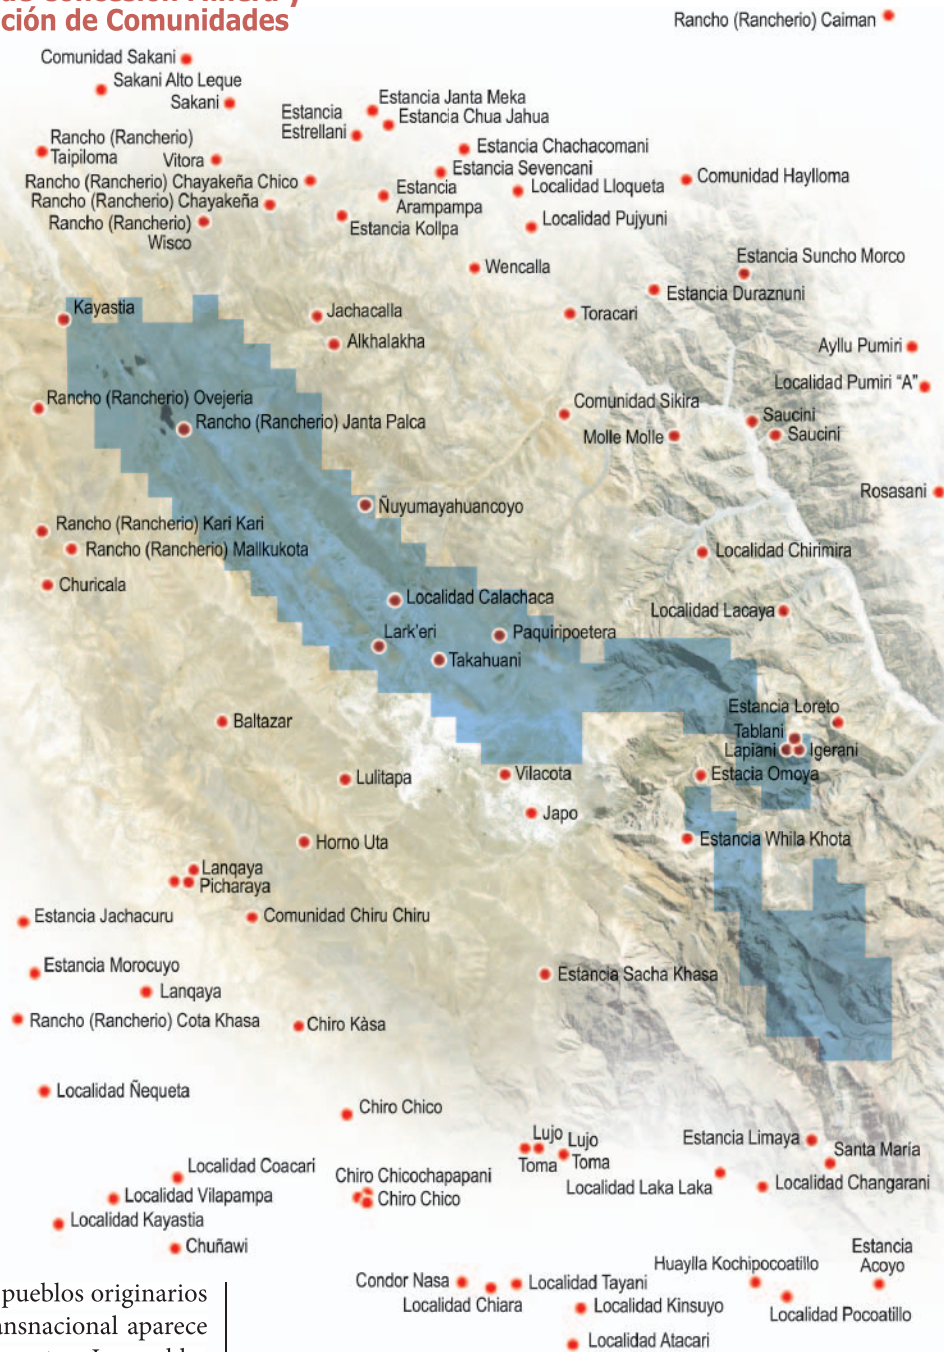 de Concesión Minera y
ción de Comunidades
Rancho (Rancherio) Caiman
Comunidad Sakani
Sakani Alto Leque
Sakani
Estancia Janta Meka
Estancia
Estrellani
Estancia Chua Jahua
Rancho (Rancherio)
Taipiloma
Vitora
Estancia Chachacomani
Estancia Sevencani
Rancho (Rancherio) Chayakeña Chico
Estancia
Arampampa
Localidad Lloqueta
Comunidad Haylloma
Rancho (Rancherio) Chayakeña
Rancho (Rancherio)
Wisco
Estancia Kollpa
Localidad Pujyuni
Wencalla
Estancia Suncho Morco
Estancia Duraznuni
Kayastia
Jachacalla
Toracari
Alkhalakha
Ayllu Pumiri
Localidad Pumiri “A”
Rancho (Rancherio) Ovejeria
Comunidad Sikira
Rancho (Rancherio) Janta Palca
Saucini
Molle Molle
Saucini
Rosasani
Ñuyumayahuancoyo
Rancho (Rancherio) Kari Kari
Rancho (Rancherio) Mallkukota
Localidad Chirimira
Churicala
Localidad Calachaca
Localidad Lacaya
Lark'eri
Paquiripoetera
Takahuani
Estancia Loreto
Baltazar
Tablani
Lapiani
Igerani
Lulitapa
Vilacota
Estacia Omoya
Japo
Horno Uta
Estancia Whila Khota
Lanqaya
Picharaya
Estancia Jachacuru
Comunidad Chiru Chiru
Estancia Morocuyo
Estancia Sacha Khasa
Lanqaya
Rancho (Rancherio) Cota Khasa
Chiro Kàsa
Localidad Ñequeta
Chiro Chico
Lujo
Toma
Lujo
Toma
Estancia Limaya
Santa María
Localidad Coacari
Chiro Chicochapapani
Localidad Laka Laka
Localidad Changarani
Localidad Vilapampa
Chiro Chico
Localidad Kayastia
Chuñawi
Estancia
Acoyo
Huaylla Kochipocoatillo
Condor Nasa
Localidad Tayani
Localidad Chiara
Localidad Kinsuyo
Localidad Pocoatillo
Localidad Atacari
pueblos originarios
ansnacional aparece